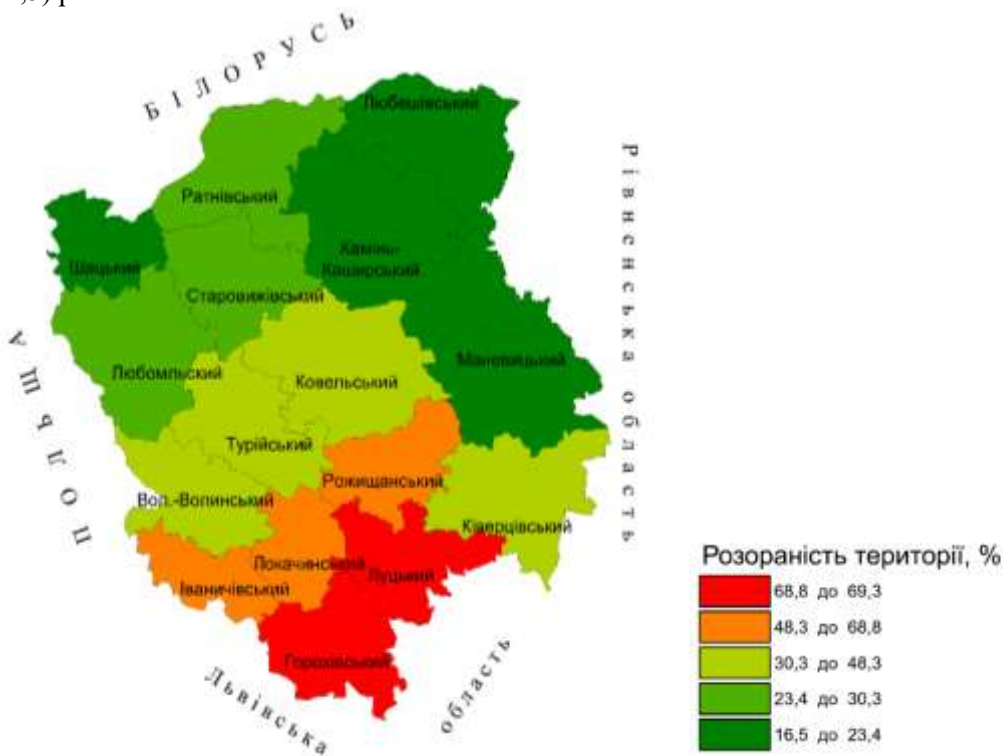 БІЛОРУСЬ
Любешівський
Рівненська область
Ратнівський
Камінь-
Каширський
Шацький
Старовижівський
ПОЛЬЩА
Любомльский
Ковельський
Маневицький
Турійський
Рожищанський
Вол.-Волинський
Ківерцівський
Локачинський
Іваничівський
Луцький
Горохівський
Львівська
область
Розораність території, %
68,8 до 69,3
48,3 до 68,8
30,3 до 48,3
23,4 до 30,3
16,5 до 23,4